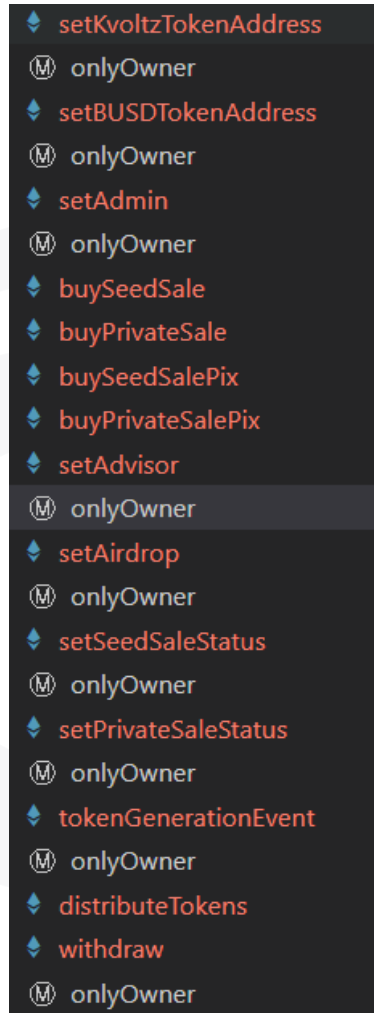 setKvoltzTokenAddress
Ⓜ onlyOwner
setBUSDTokenAddress
Ⓜ onlyOwner
setAdmin
Ⓜ onlyOwner
buySeedSale
buyPrivateSale
buySeedSalePix
buyPrivateSalePix
setAdvisor
Ⓜ onlyOwner
setAirdrop
Ⓜ onlyOwner
setSeedSaleStatus
Ⓜ onlyOwner
setPrivateSaleStatus
Ⓜ onlyOwner
tokenGenerationEvent
Ⓜ onlyOwner
distributeTokens
withdraw
Ⓜ onlyOwner